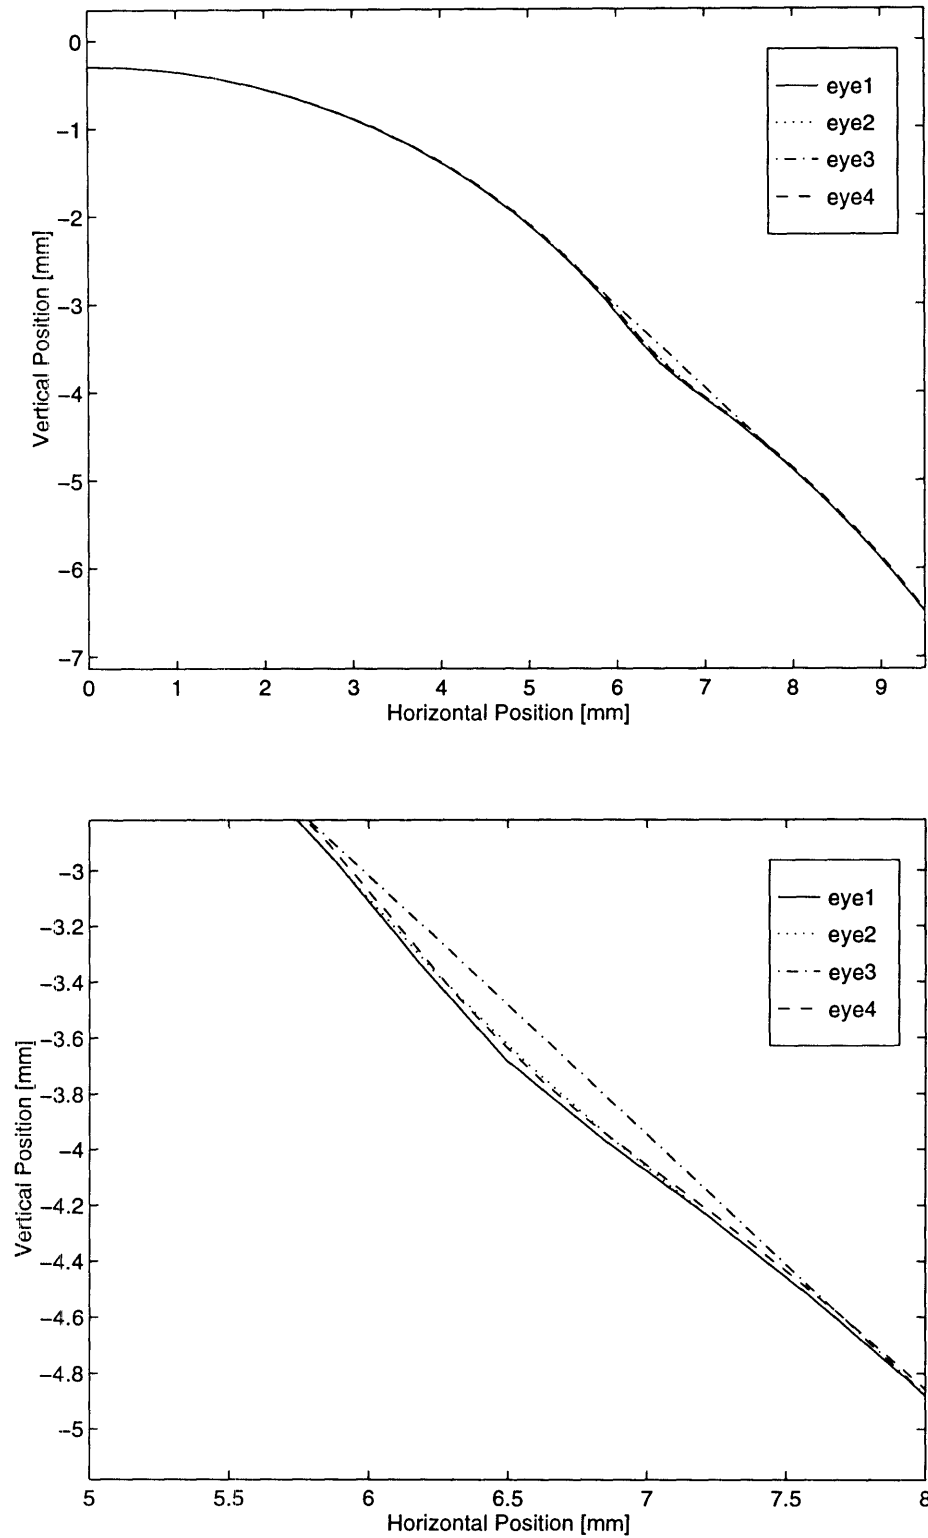 0
−1
−2
−3
−4
−5
−6
−7
Vertical Position [mm]
eye1
eye2
eye3
eye4
0 1 2 3 4 5 6 7 8 9
Horizontal Position [mm]
−3
−3.2
−3.4
−3.6
−3.8
−4
−4.2
−4.4
−4.6
−4.8
−5
Vertical Position [mm]
eye1
eye2
eye3
eye4
5 5.5 6 6.5 7 7.5 8
Horizontal Position [mm]